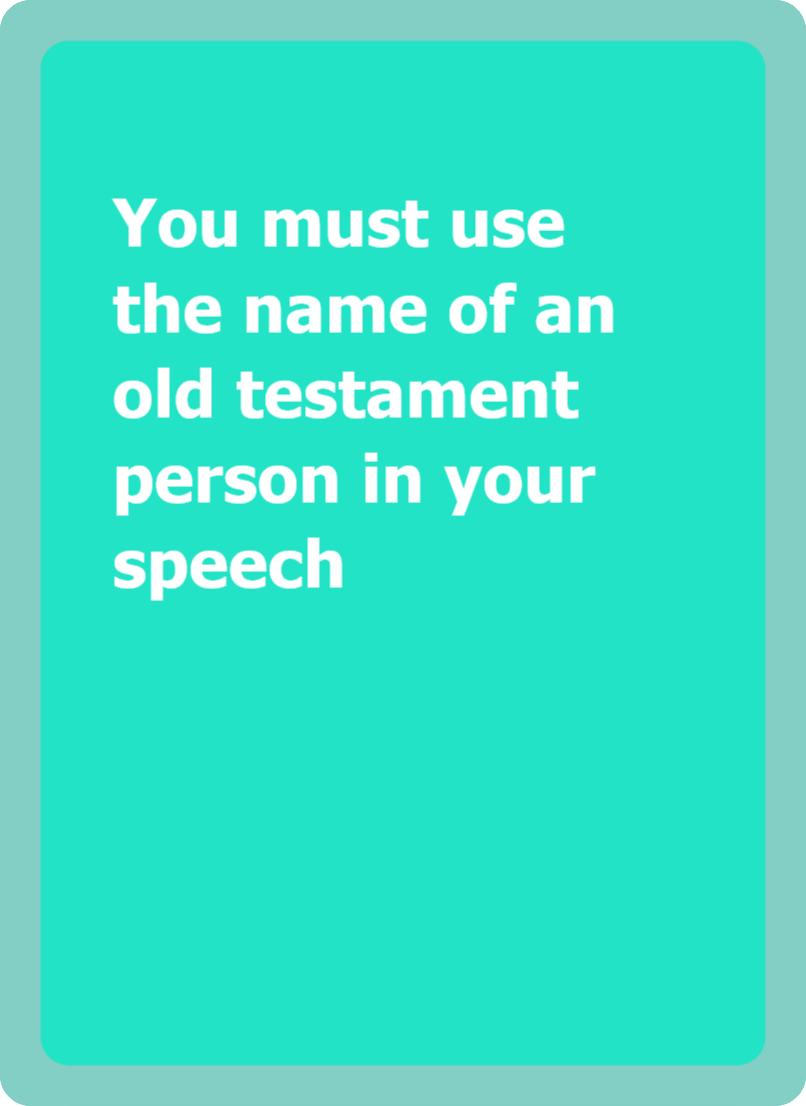 You must use
the name of an
old testament
person in your
speech